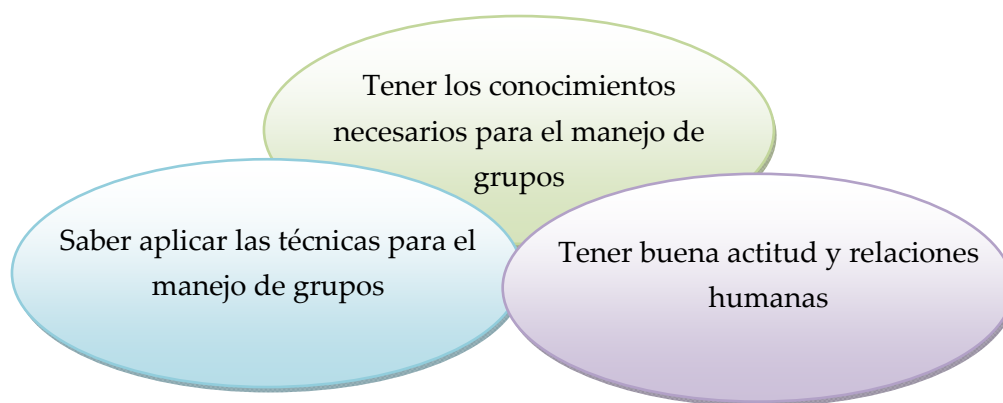 Tener los conocimientos
necesarios para el manejo de
grupos
Saber aplicar las técnicas para el
manejo de grupos
Tener buena actitud y relaciones
humanas